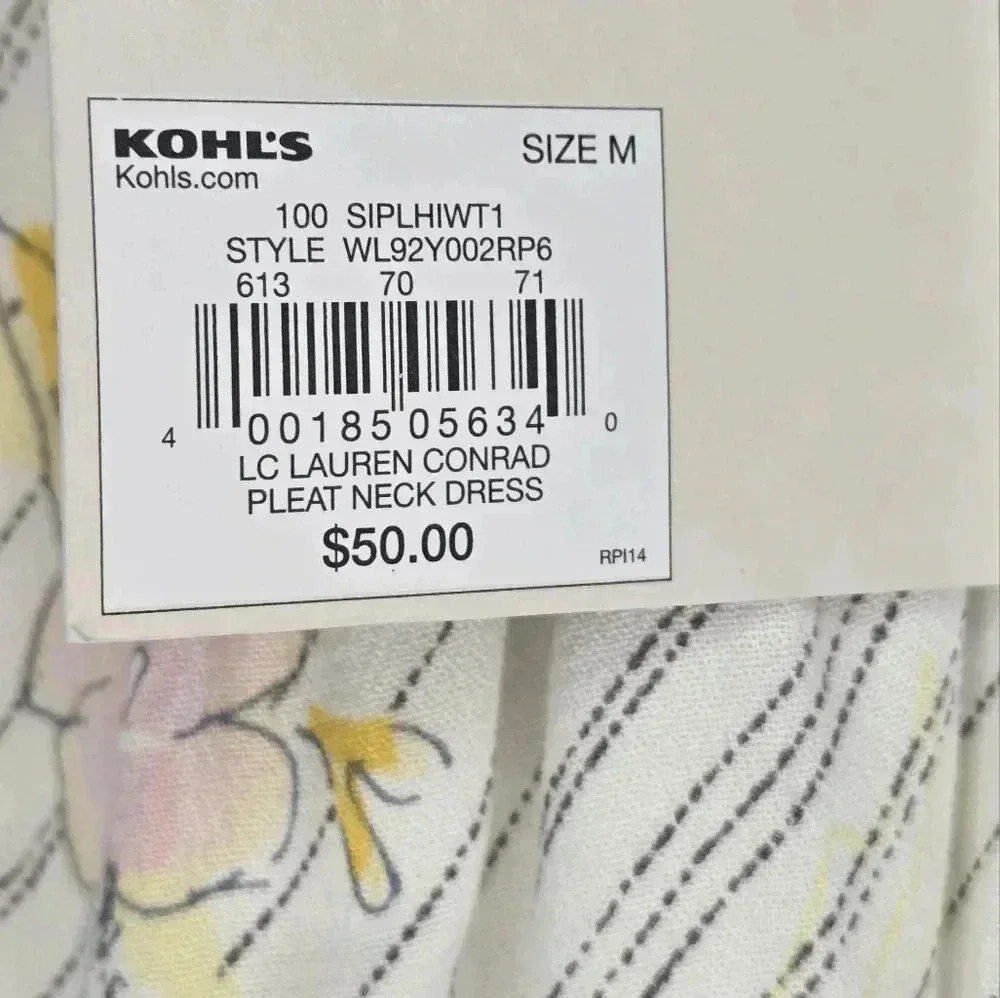 KOHL'S
Kohls.com
SIZE M
100 SIPLHIWT1
STYLE WL92Y002RP6
613 70 71
4 00185 05634 0
LC LAUREN CONRAD
PLEAT NECK DRESS
$50.00
RPI14